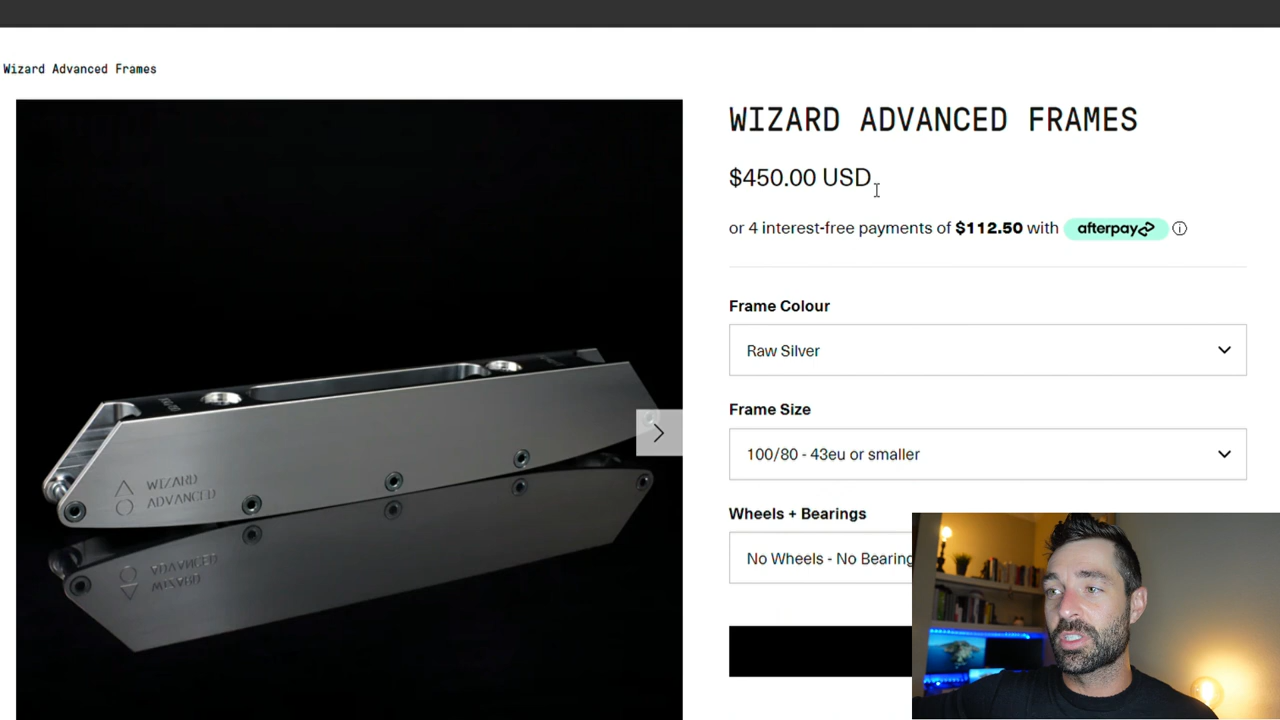 Wizard Advanced Frames
WIZARD ADVANCED FRAMES
$450.00 USD
or 4 interest-free payments of $112.50 with afterpay
Frame Colour
Raw Silver
Frame Size
100/80 - 43eu or smaller
Wheels + Bearings
No Wheels - No Bearing
WIZARD
ADVANCED